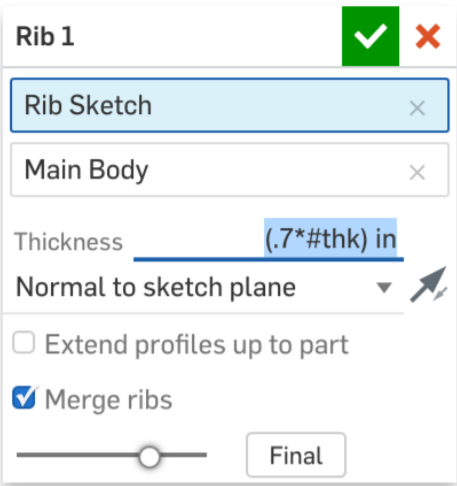 Rib 1
Rib Sketch
Main Body
Thickness (.7*#thk) in
Normal to sketch plane
Extend profiles up to part
Merge ribs
Final